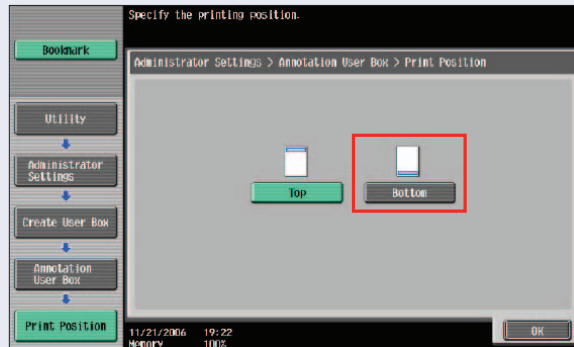 Specify the printing position.
Bookmark
Administrator Settings > Annotation User Box > Print Position
Utility
Administrator
Settings
Create User Box
Annotation
User Box
Print Position
Top
Bottom
11/21/2006 19:22
Memory 100%
OK